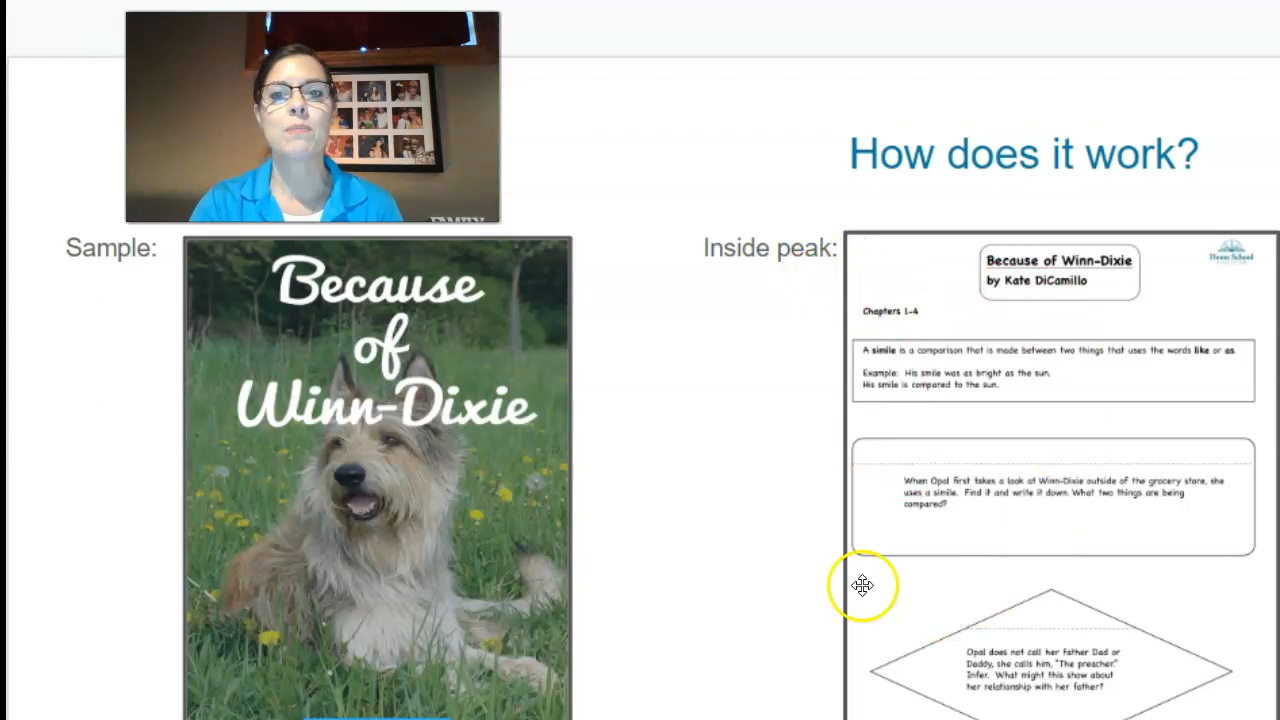 How does it work?
Sample:
Because
of
Winn-Dixie
Inside peak:
Because of Winn-Dixie
by Kate DiCamillo
Home School
Chapters 1-4
A simile is a comparison that is made between two things that uses the words like or as.
Example: His smile was as bright as the sun.
His smile is compared to the sun.
When Opal first takes a look at Winn-Dixie outside of the grocery store, she
uses a simile. Find it and write it down. What two things are being
compared?
Opal does not call her father Dad or
Daddy, she calls him, "The preacher."
Infer. What might this show about
her relationship with her father?